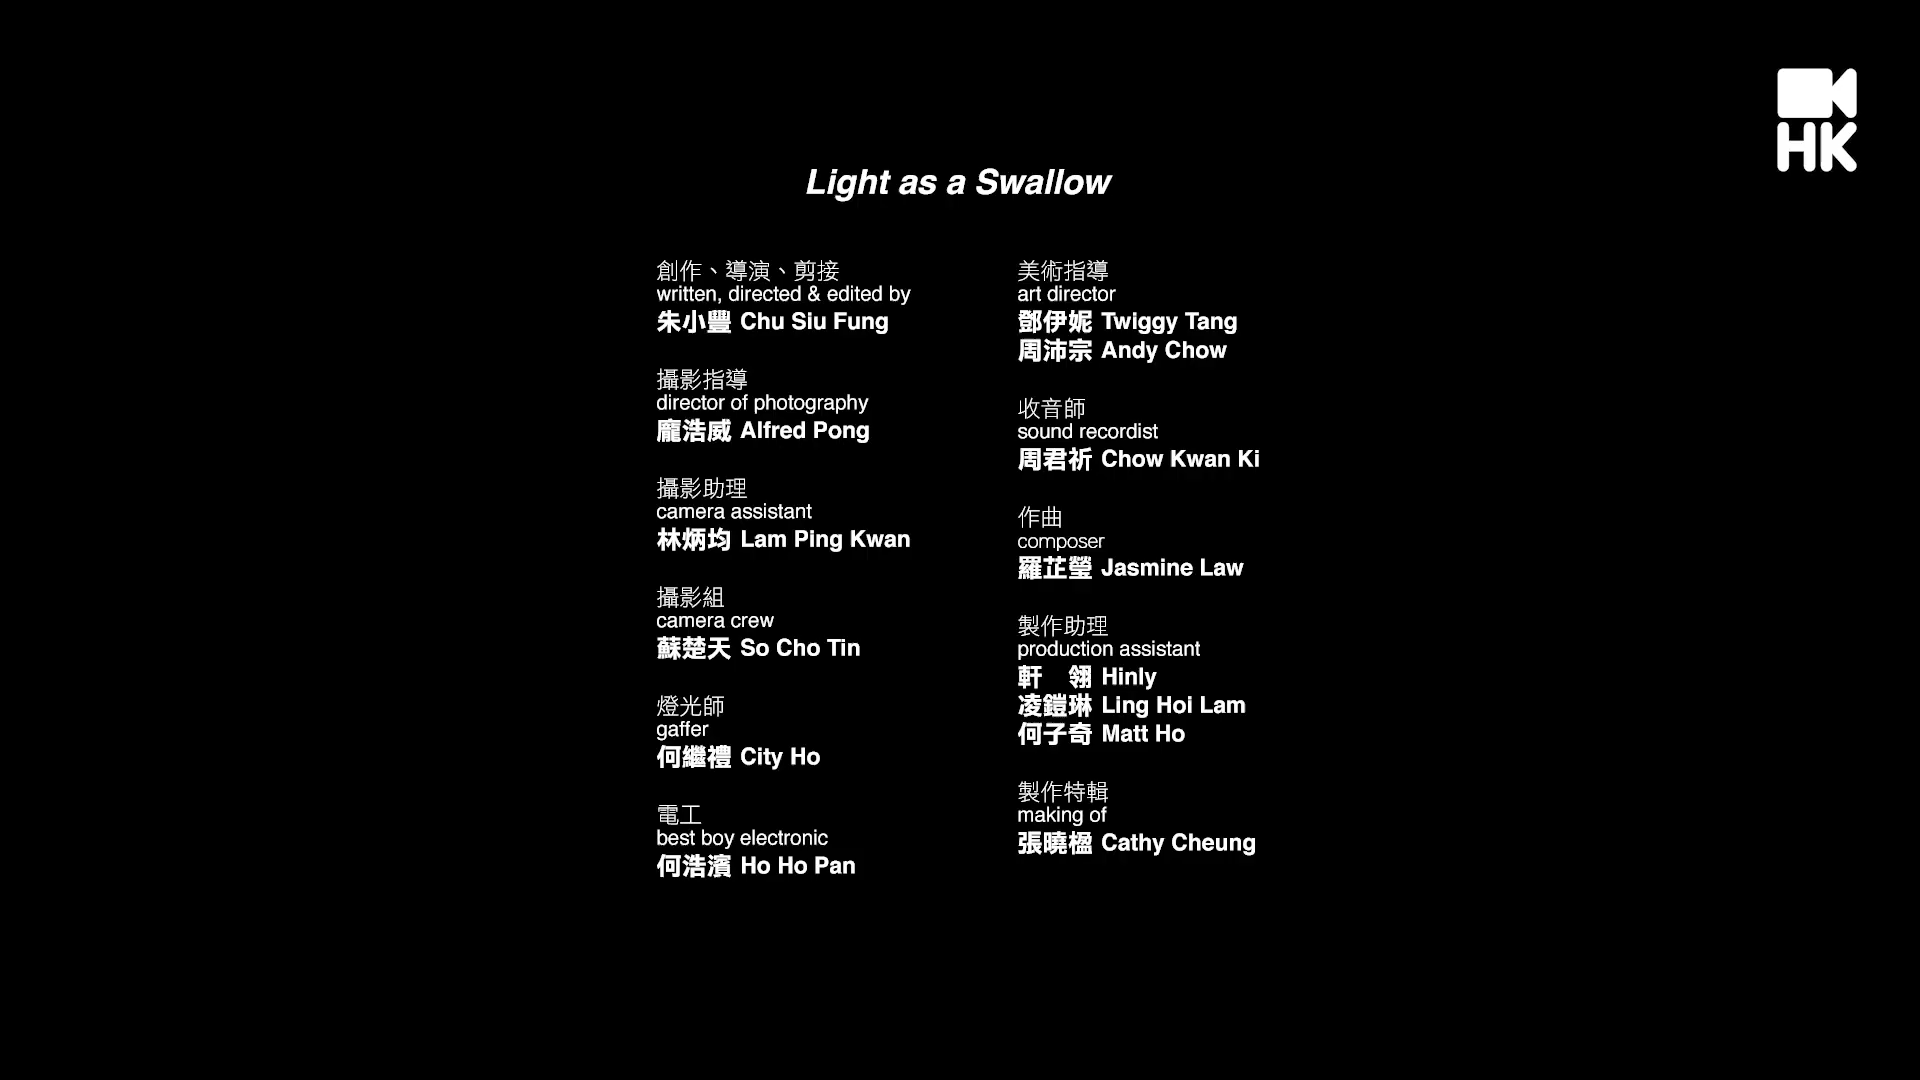 HK
Light as a Swallow
創作、導演、剪接
written, directed & edited by
朱小豐 Chu Siu Fung
攝影指導
director of photography
龐浩威 Alfred Pong
攝影助理
camera assistant
林炳均 Lam Ping Kwan
攝影組
camera crew
蘇楚天 So Cho Tin
燈光師
gaffer
何繼禮 City Ho
電工
best boy electronic
何浩濱 Ho Ho Pan
美術指導
art director
鄧伊妮 Twiggy Tang
周沛宗 Andy Chow
收音師
sound recordist
周君祈 Chow Kwan Ki
作曲
composer
羅芷瑩 Jasmine Law
製作助理
production assistant
軒　翎 Hinly
凌鎧琳 Ling Hoi Lam
何子奇 Matt Ho
製作特輯
making of
張曉楹 Cathy Cheung